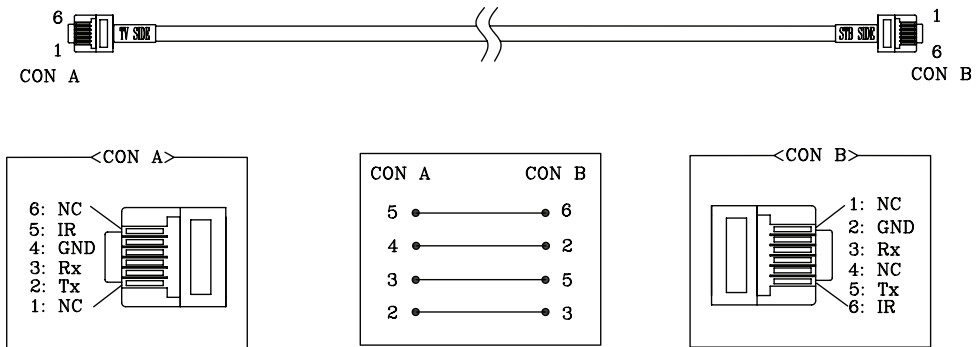 6
1
CON A
TV SIDE
STB SIDE
1
6
CON B
<CON A>
6: NC
5: IR
4: GND
3: Rx
2: Tx
1: NC
CON A CON B
5 6
4 2
3 5
2 3
<CON B>
1: NC
2: GND
3: Rx
4: NC
5: Tx
6: IR